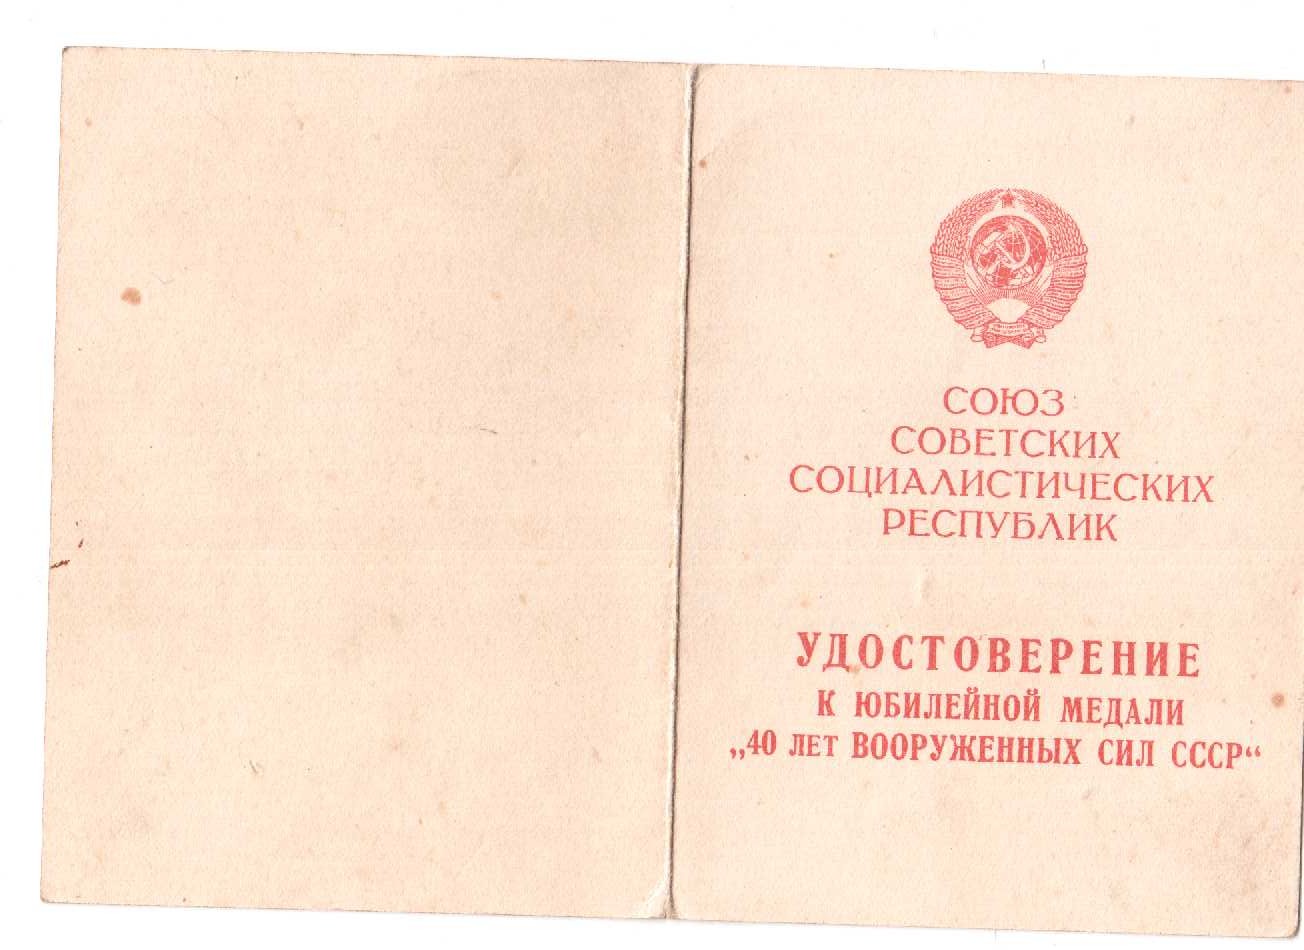 СОЮЗ
СОВЕТСКИХ
СОЦИАЛИСТИЧЕСКИХ
РЕСПУБЛИК
УДОСТОВЕРЕНИЕ
К ЮБИЛЕЙНОЙ МЕДАЛИ
„40 ЛЕТ ВООРУЖЕННЫХ СИЛ СССР“